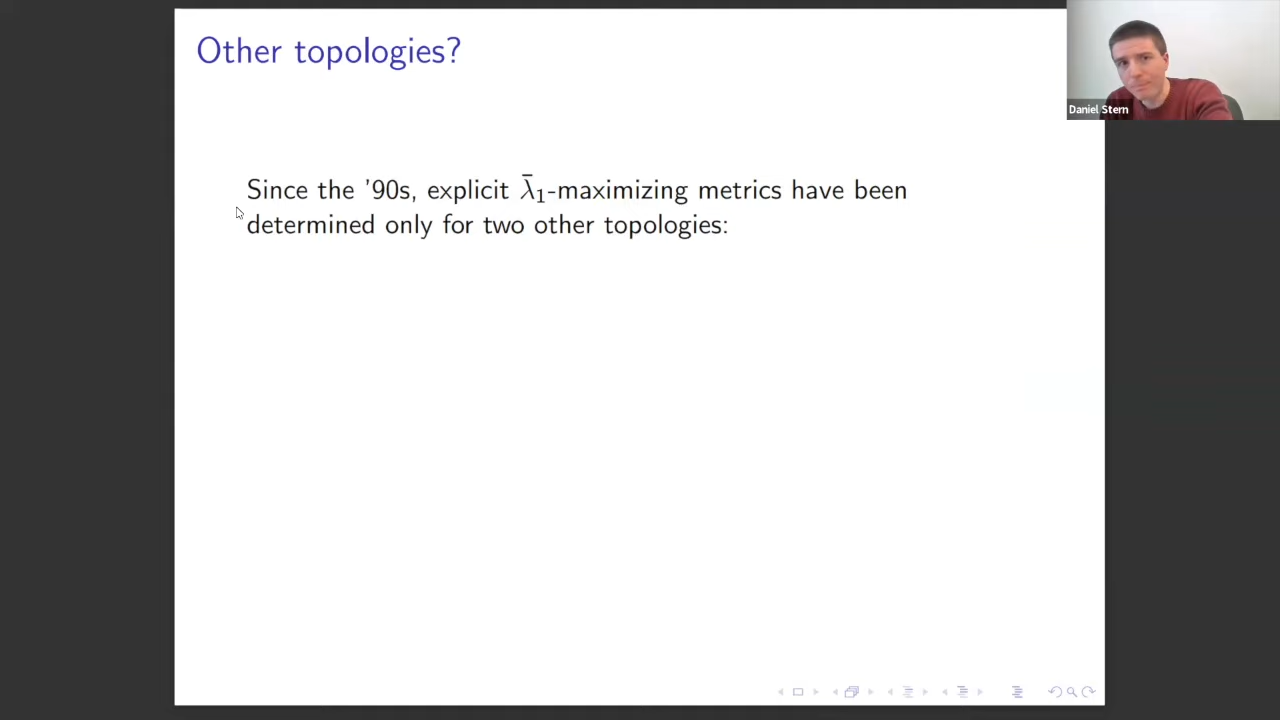 Other topologies?
Daniel Stern
Since the '90s, explicit λ̄₁-maximizing metrics have been
determined only for two other topologies: